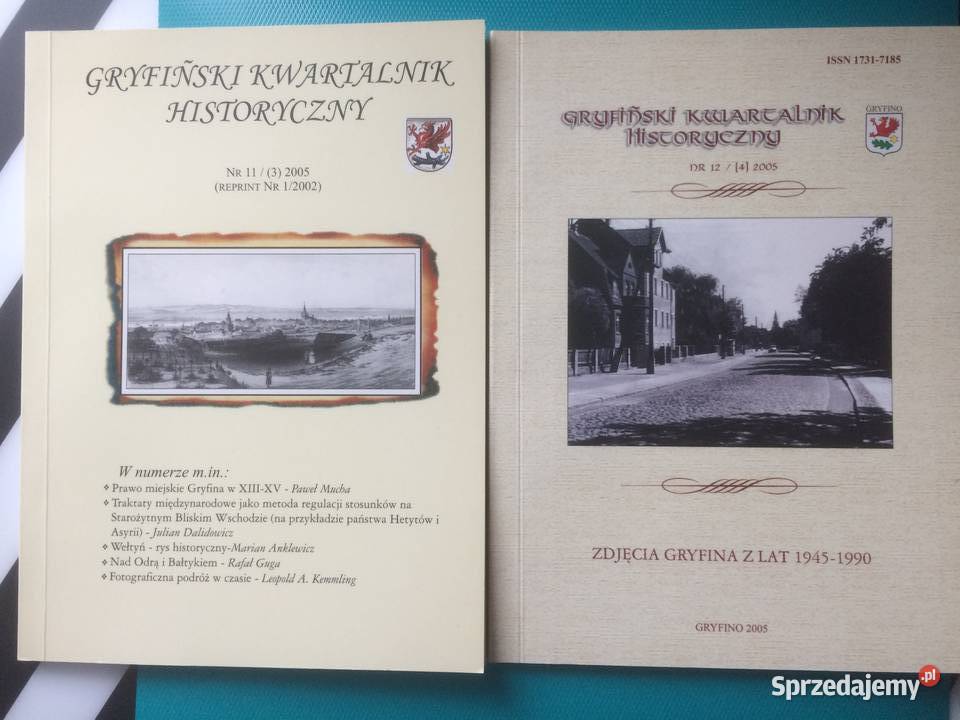 GRYFIŃSKI KWARTALNIK
HISTORYCZNY
NR 11 / (3) 2005
(REPRINT NR 1/2002)
W numerze m.in.:
❖ Prawo miejskie Gryfina w XIII-XV - Paweł Mucha
❖ Traktaty międzynarodowe jako metoda regulacji stosunków na
Starożytnym Bliskim Wschodzie (na przykładzie państwa Hetytów i
Asyrii) - Julian Dalidowicz
❖ Wełtyń - rys historyczny-Marian Anklewicz
❖ Nad Odrą i Bałtykiem - Rafał Guga
❖ Fotograficzna podróż w czasie - Leopold A. Kemmling
ISSN 1731-7185
GRYFIŃSKI KWARTALNIK
HISTORYCZNY
GRYFINO
NR 12 / [4] 2005
ZDJĘCIA GRYFINA Z LAT 1945-1990
GRYFINO 2005
Sprzedajemy.pl